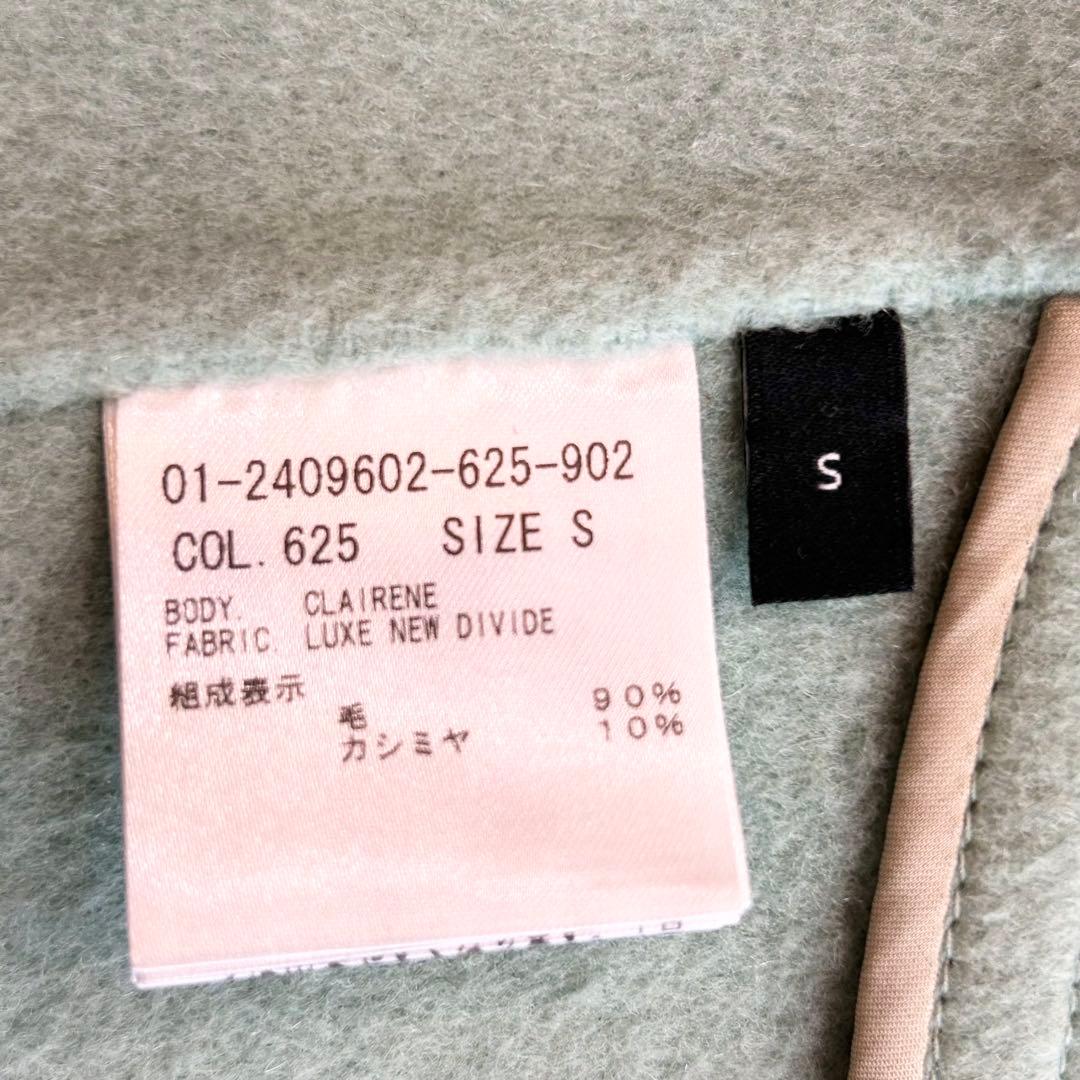 01-2409602-625-902
COL. 625 SIZE S
BODY. CLAIRENE
FABRIC. LUXE NEW DIVIDE
組成表示
毛 90%
カシミヤ 10%
S